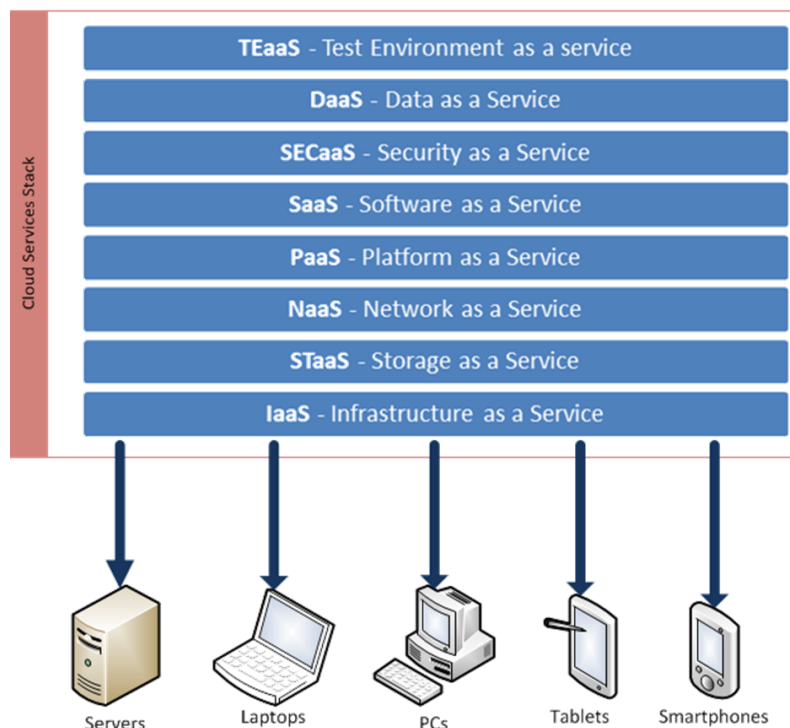 Cloud Services Stack
TEaaS - Test Environment as a service
DaaS - Data as a Service
SECaaS - Security as a Service
SaaS - Software as a Service
PaaS - Platform as a Service
NaaS - Network as a Service
STaaS - Storage as a Service
IaaS - Infrastructure as a Service
Servers
Laptops
PCs
Tablets
Smartphones